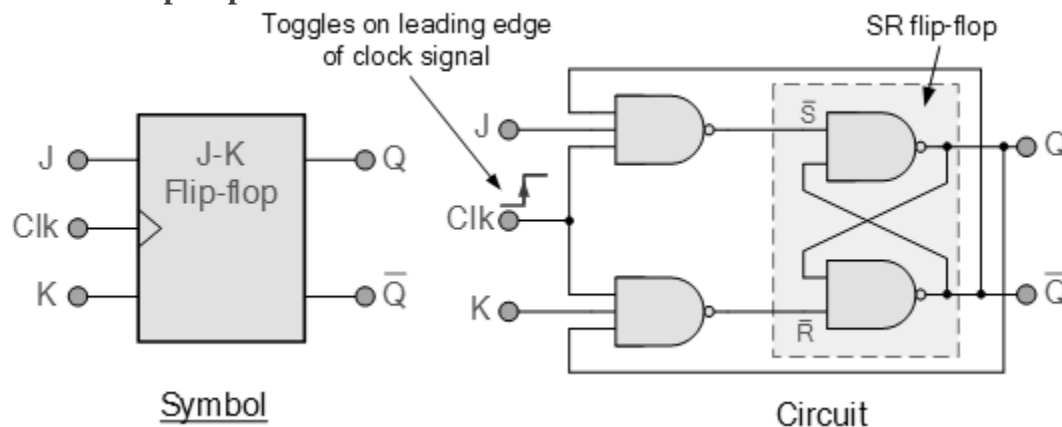 Toggles on leading edge
of clock signal
SR flip-flop
J
J-K
Flip-flop
Q
Clk
K
Q̅
Symbol
J
Clk
K
S̅
R̅
Q
Q̅
Circuit